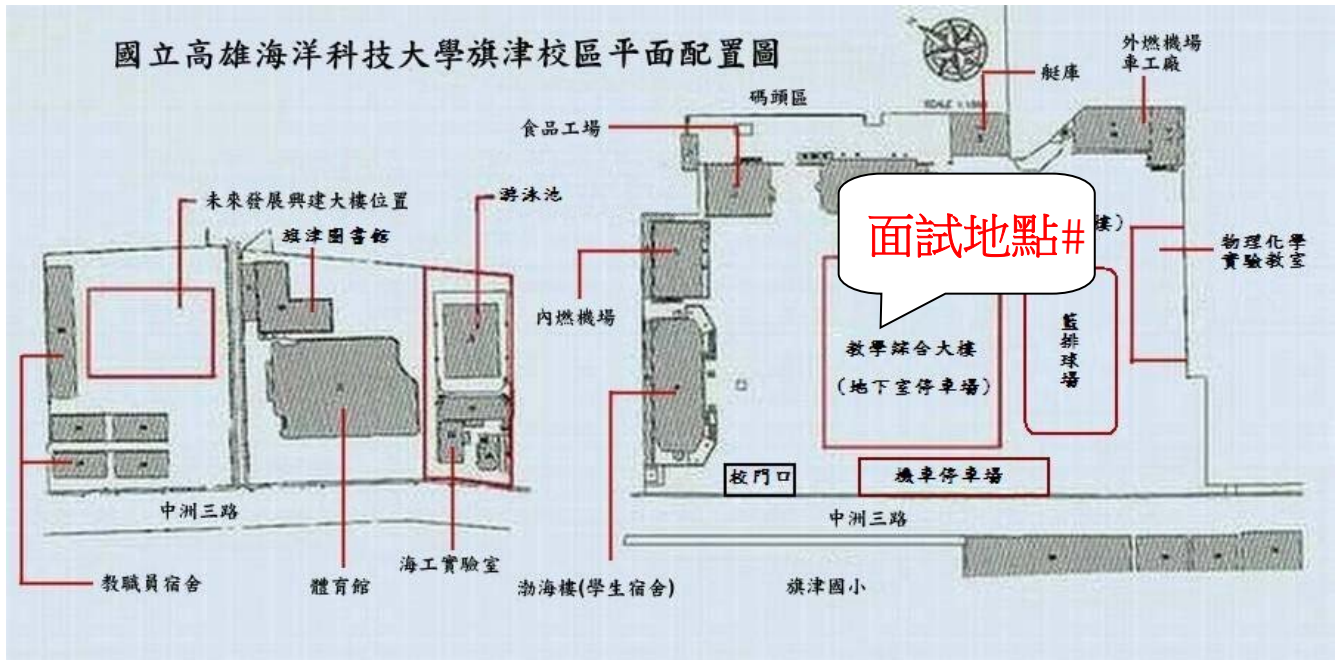 國立高雄海洋科技大學旗津校區平面配置圖
外燃機場
車工廠
艇庫
碼頭區
SCALE 1:1500
食品工場
未來發展興建大樓位置
游泳池
旗津圖書館
面試地點#
樓)
物理化學
實驗教室
內燃機場
籃排球場
教學綜合大樓
(地下室停車場)
校門口
機車停車場
中洲三路
中洲三路
教職員宿舍
體育館
海工實驗室
渤海樓(學生宿舍)
旗津國小